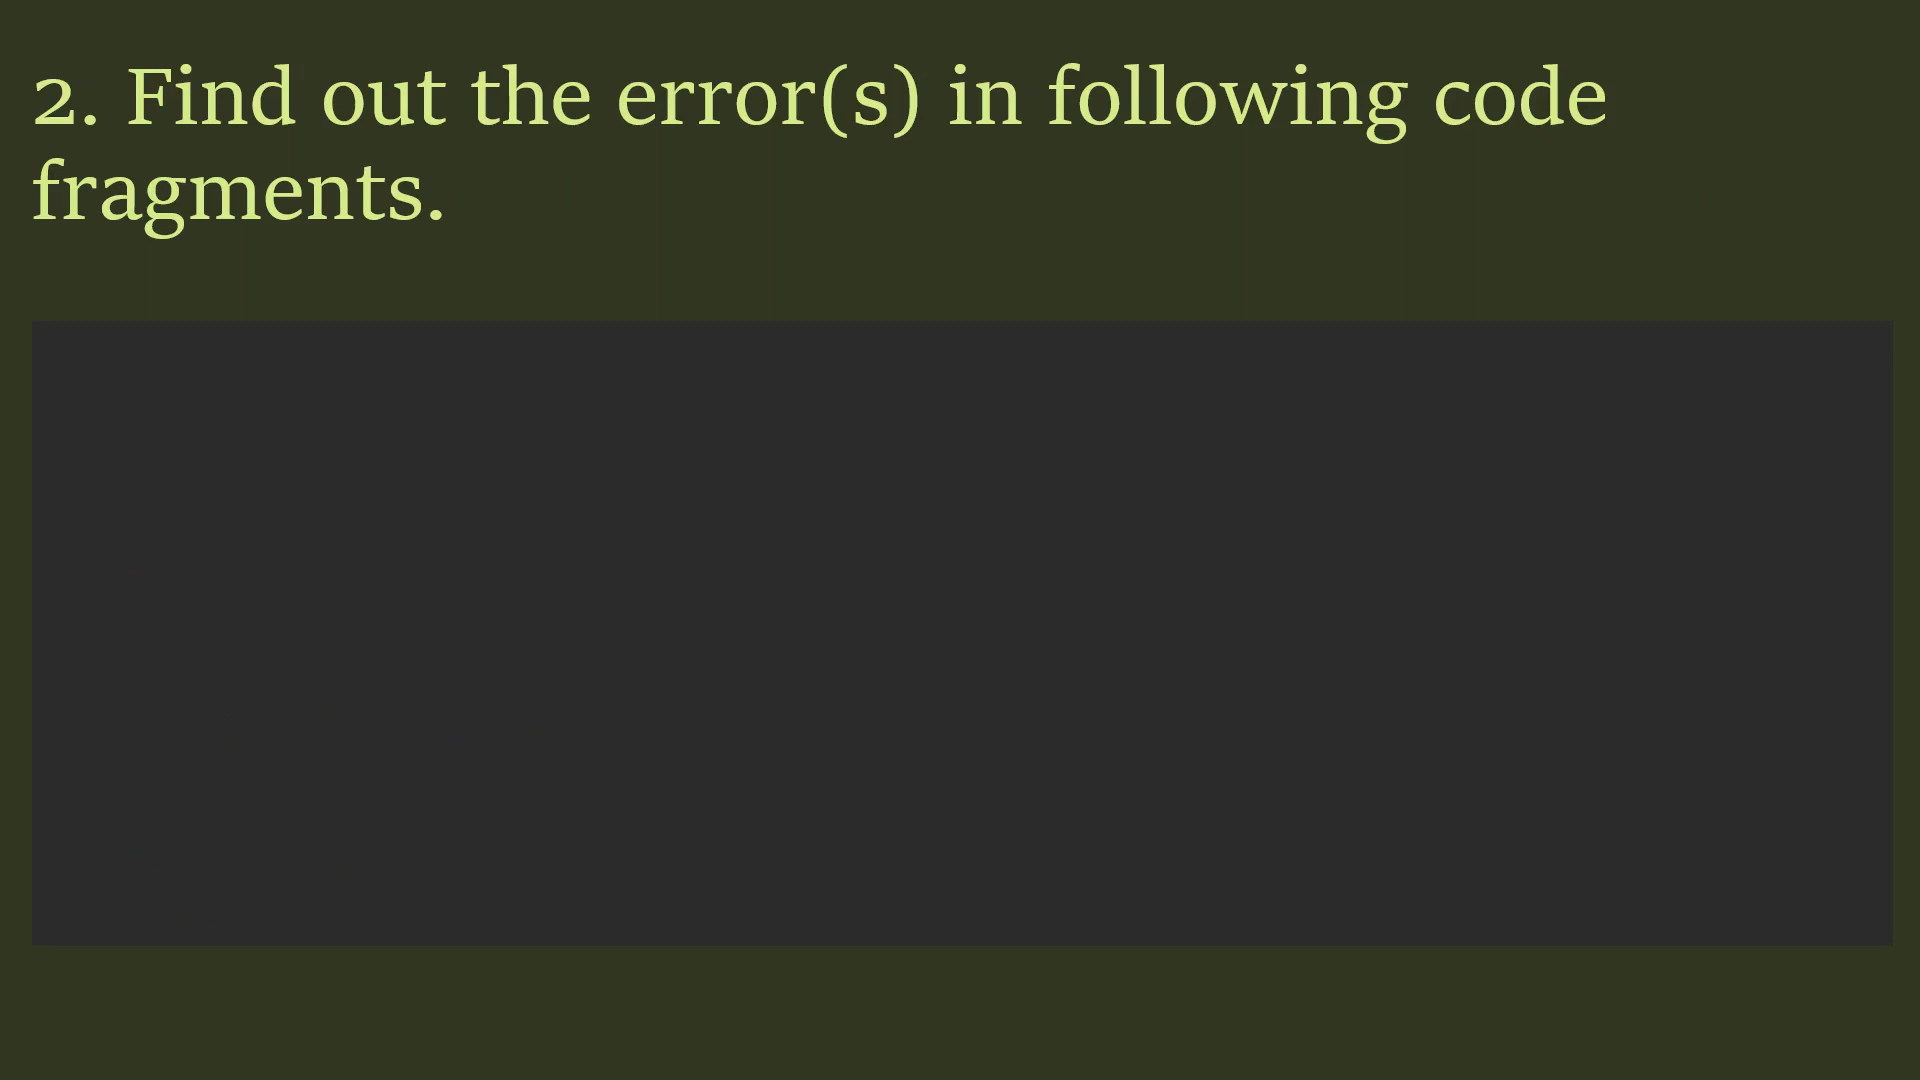 2. Find out the error(s) in following code
fragments.